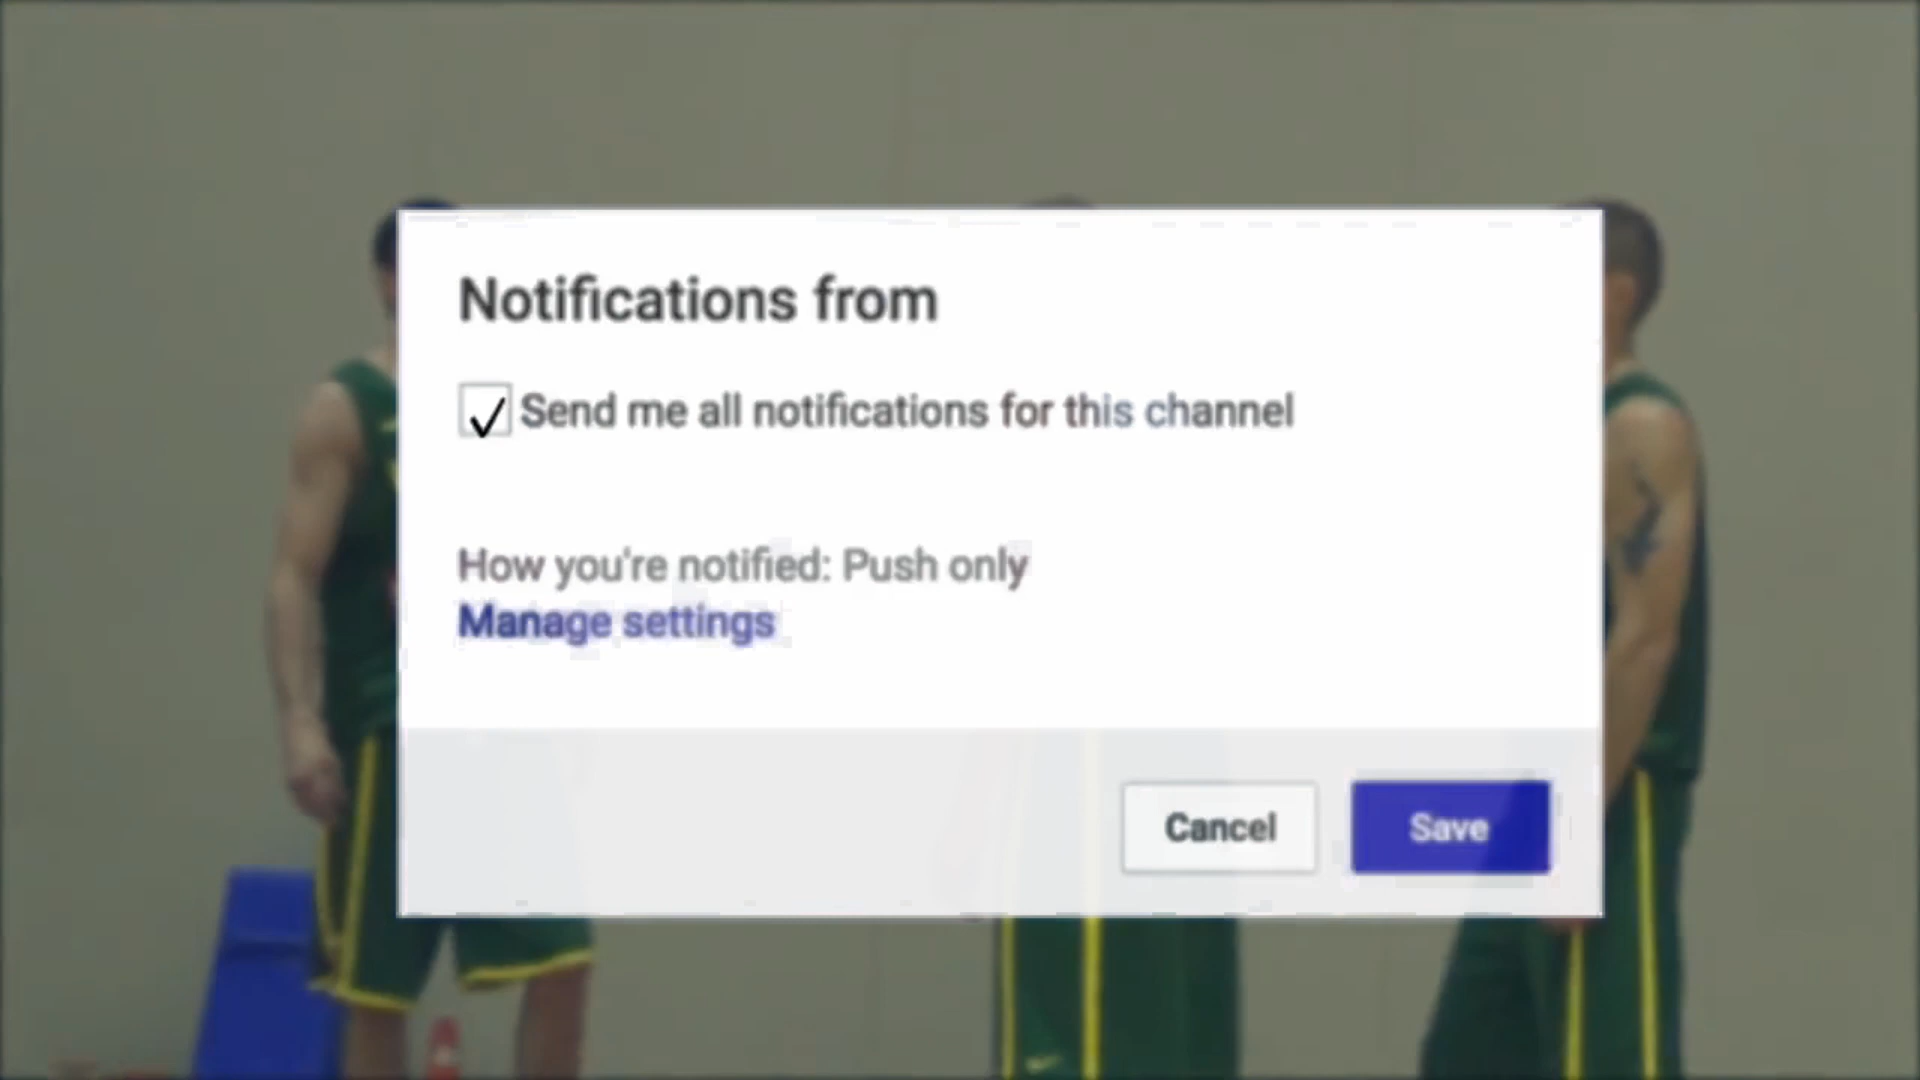 Notifications from
Send me all notifications for this channel
How you're notified: Push only
Manage settings
Cancel
Save